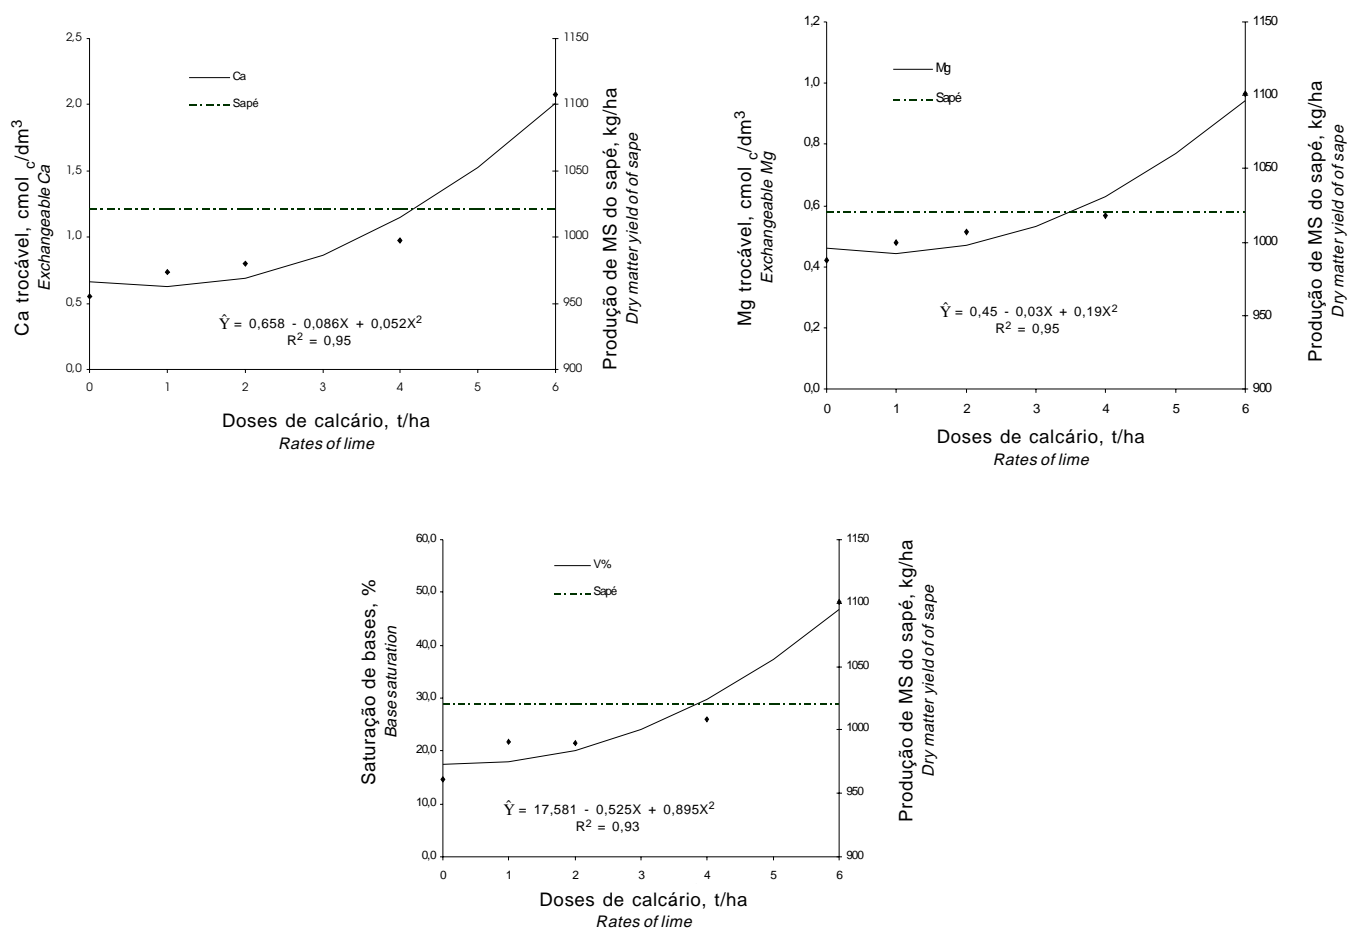 2,5
2,0
1,5
1,0
0,5
0,0
Ca trocável, cmol c/dm3
Exchangeable Ca
Ca
Sapé
Ŷ = 0,658 - 0,086X + 0,052X2
R2 = 0,95
1150
1100
1050
1000
950
900
Produção de MS do sapé, kg/ha
Dry matter yield of of sape
0 1 2 3 4 5 6
Doses de calcário, t/ha
Rates of lime
1,2
1,0
0,8
0,6
0,4
0,2
0,0
Mg trocável, cmol c/dm3
Exchangeable Mg
Mg
Sapé
Ŷ = 0,45 - 0,03X + 0,19X2
R2 = 0,95
1150
1100
1050
1000
950
900
Produção de MS do sapé, kg/ha
Dry matter yield of of sape
0 1 2 3 4 5 6
Doses de calcário, t/ha
Rates of lime
60,0
50,0
40,0
30,0
20,0
10,0
0,0
Saturação de bases, %
Base saturation
V%
Sapé
Ŷ = 17,581 - 0,525X + 0,895X2
R2 = 0,93
1150
1100
1050
1000
950
900
Produção de MS do sapé, kg/ha
Dry matter yield of of sape
0 1 2 3 4 5 6
Doses de calcário, t/ha
Rates of lime